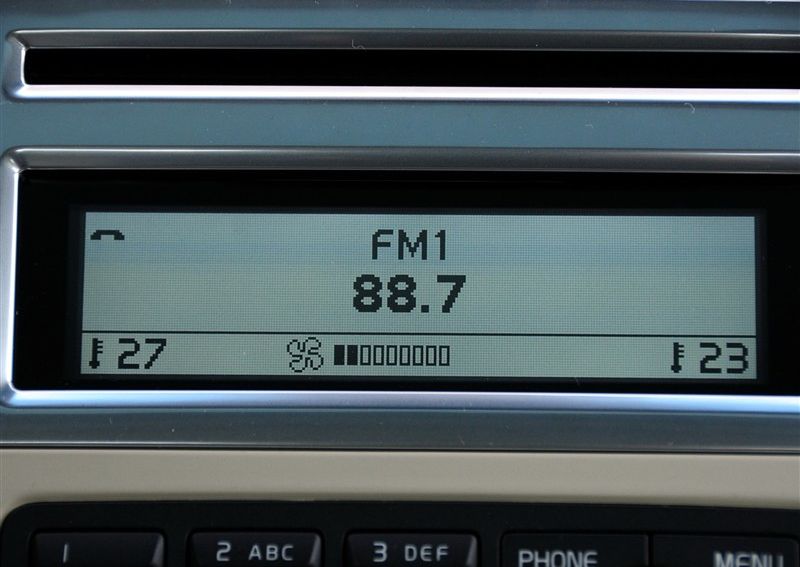 FM1
88.7
27 23
1 2 ABC 3 DEF PHONE MENU